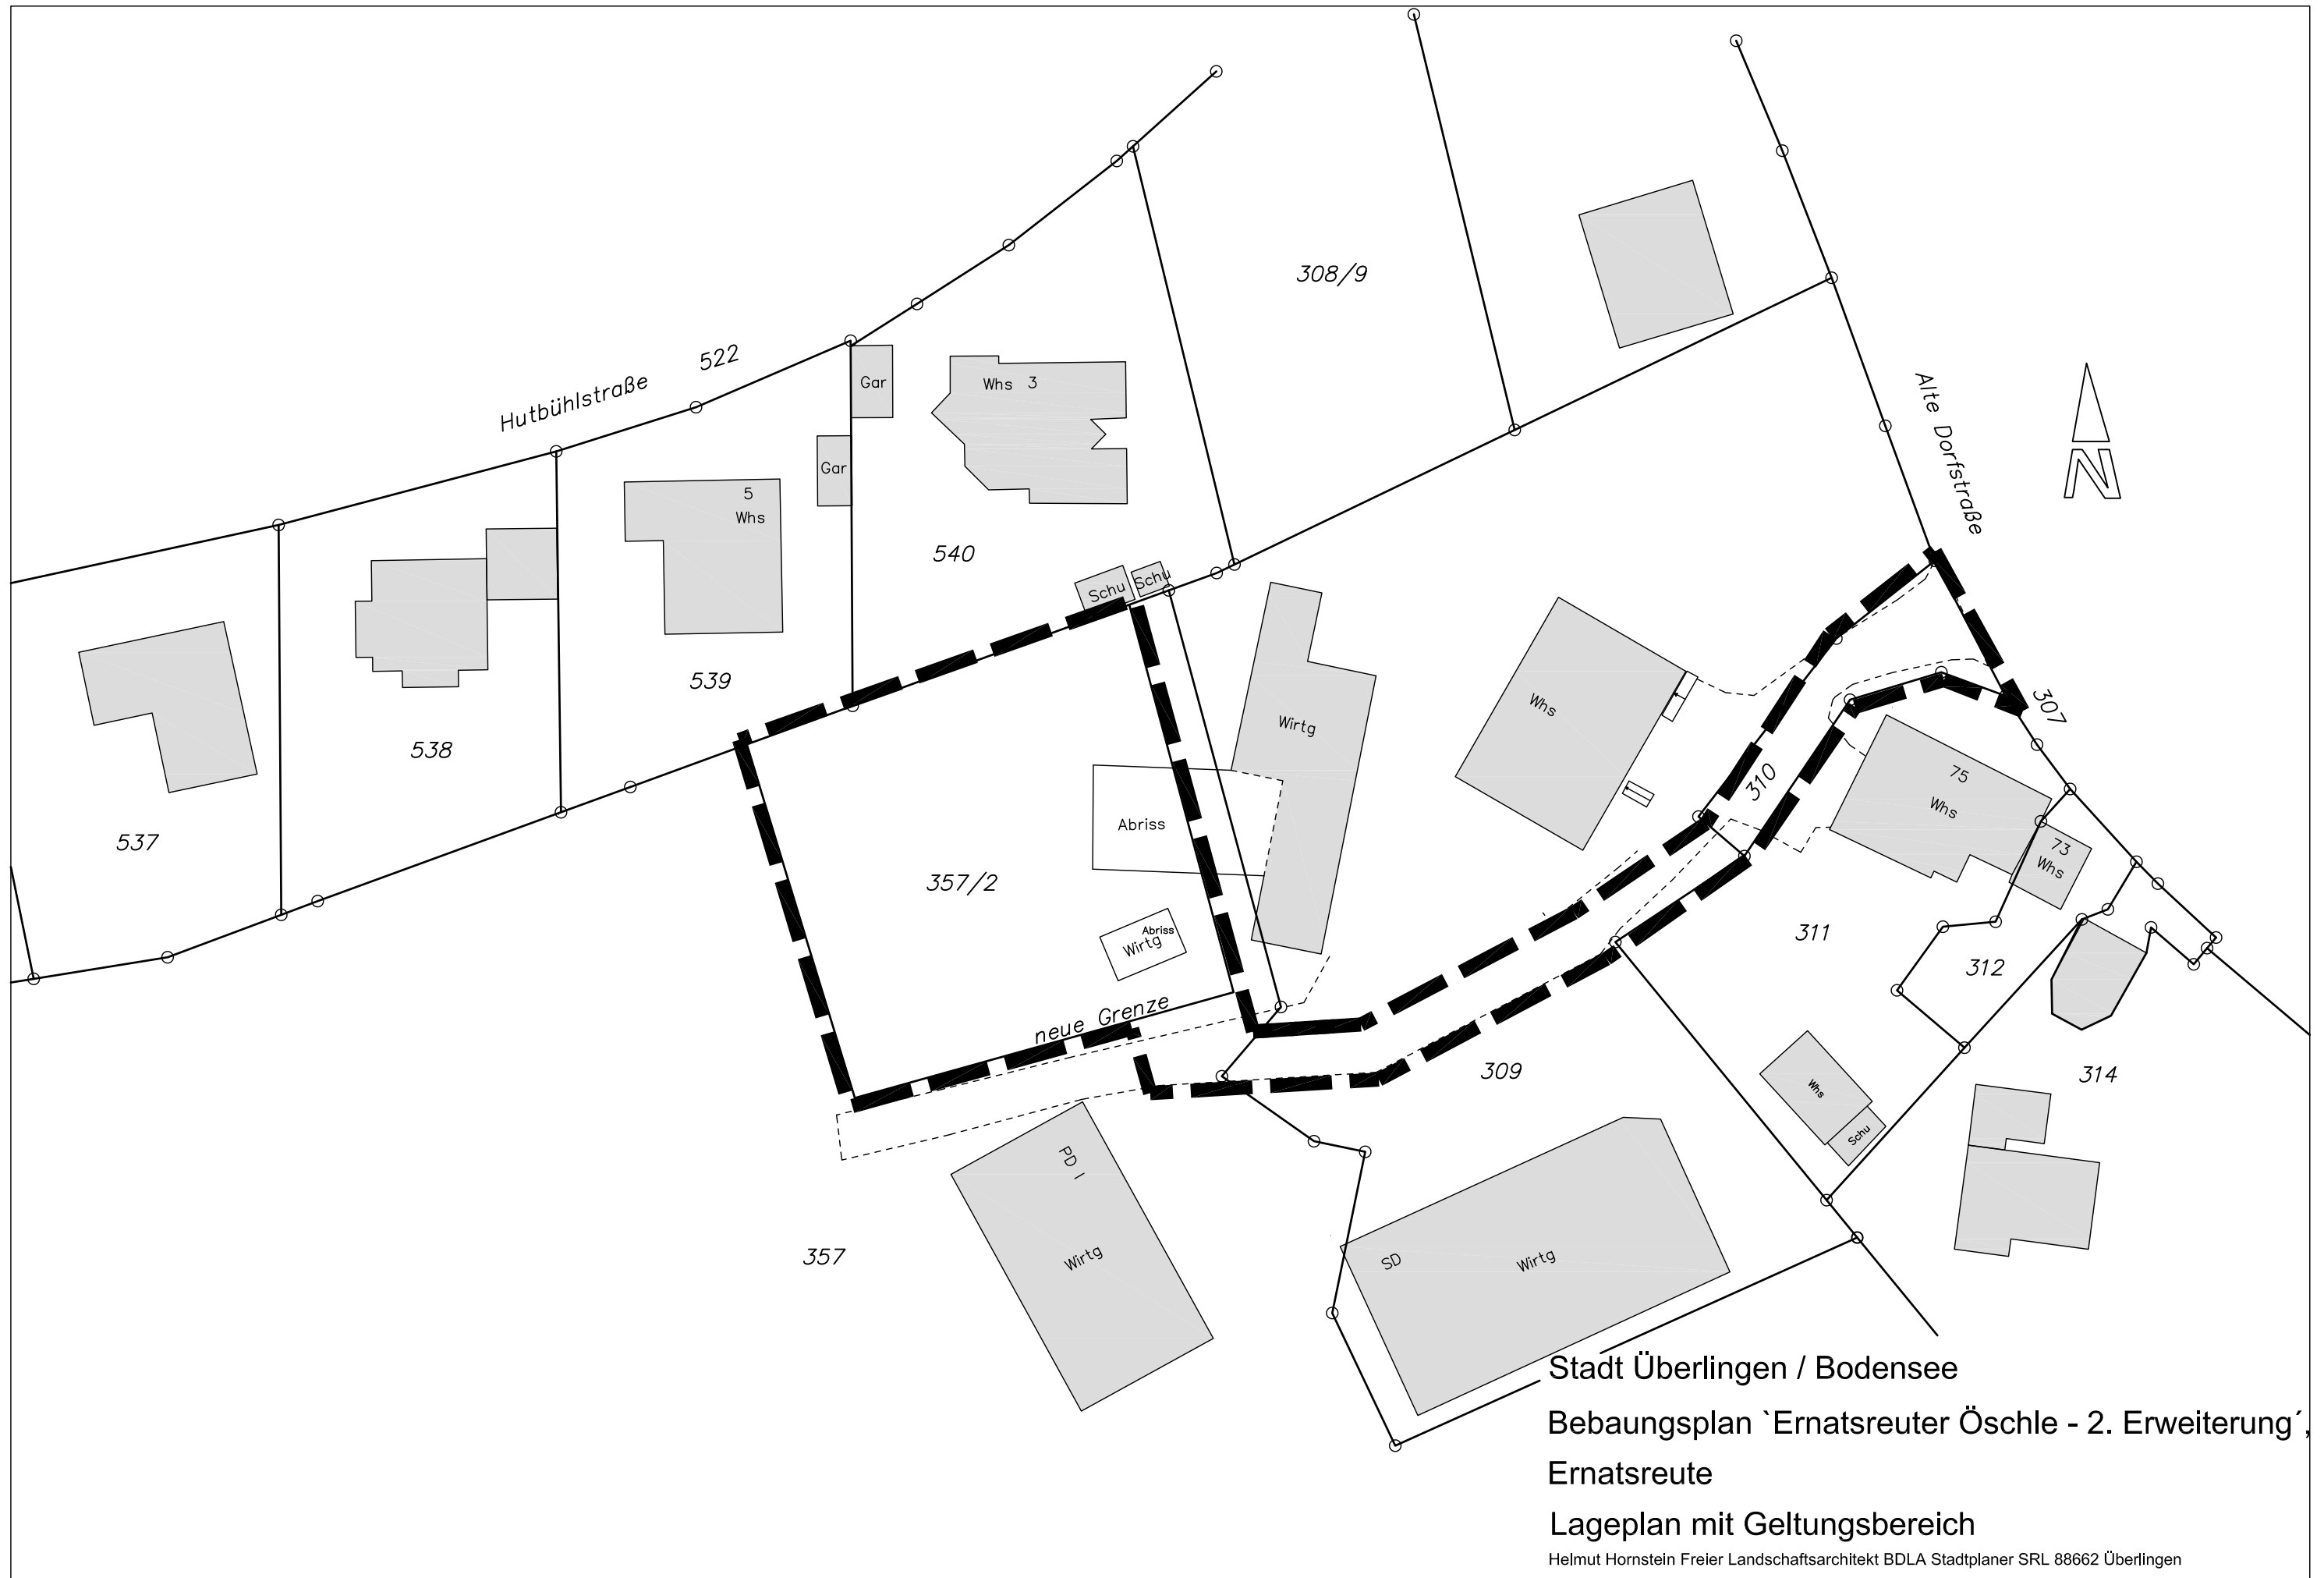 308/9
522
Hutbühlstraße
Gar
Whs 3
Alte Dorfstraße
N
Gar
5
Whs
540
Schu
Schu
539
307
Whs
Wirtg
538
310
75
Whs
537
Abriss
73
Whs
357/2
Abriss
Wirtg
311
312
neue Grenze
309
314
Whs
Schu
PD I
357
Wirtg
SD
Wirtg
Stadt Überlingen / Bodensee
Bebaungsplan `Ernatsreuter Öschle - 2. Erweiterung´,
Ernatsreute
Lageplan mit Geltungsbereich
Helmut Hornstein Freier Landschaftsarchitekt BDLA Stadtplaner SRL 88662 Überlingen